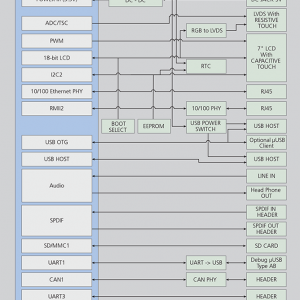 DC - DC
ADC/TSC
LVDS With
RESISTIVE
TOUCH
RGB to LVDS
PWM
7" LCD
With
CAPACITIVE
TOUCH
18-bit LCD
RTC
I2C2
10/100 Ethernet PHY
RJ45
RMII2
10/100 PHY
RJ45
BOOT
SELECT
EEPROM
USB POWER
SWITCH
USB HOST
USB OTG
Optional µUSB
Client
USB HOST
USB HOST
Audio
LINE IN
Head Phone
OUT
SPDIF
SPDIF IN
HEADER
SPDIF OUT
HEADER
SD/MMC1
SD CARD
UART1
UART -> USB
Debug µUSB
Type AB
CAN1
CAN PHY
HEADER
UART3
HEADER